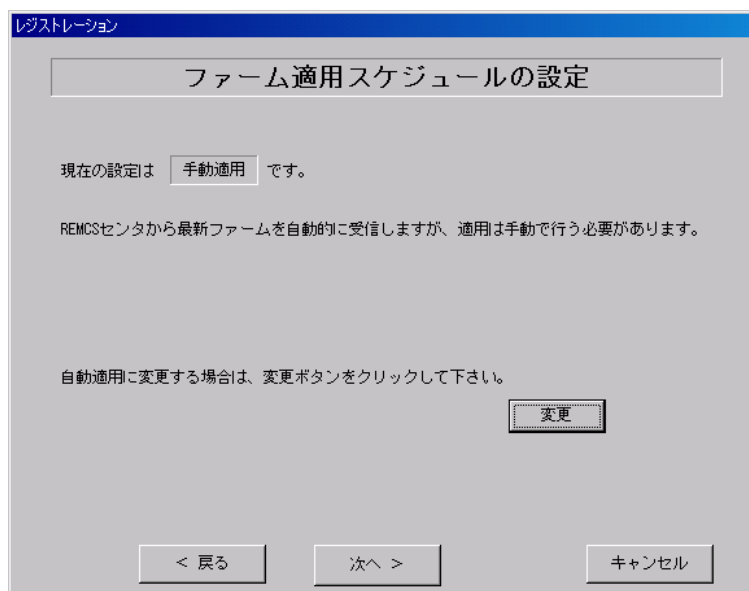 レジストレーション
ファーム適用スケジュールの設定
現在の設定は 手動適用 です。
REMCSセンタから最新ファームを自動的に受信しますが、適用は手動で行う必要があります。
自動適用に変更する場合は、変更ボタンをクリックして下さい。
変更
< 戻る 次へ > キャンセル